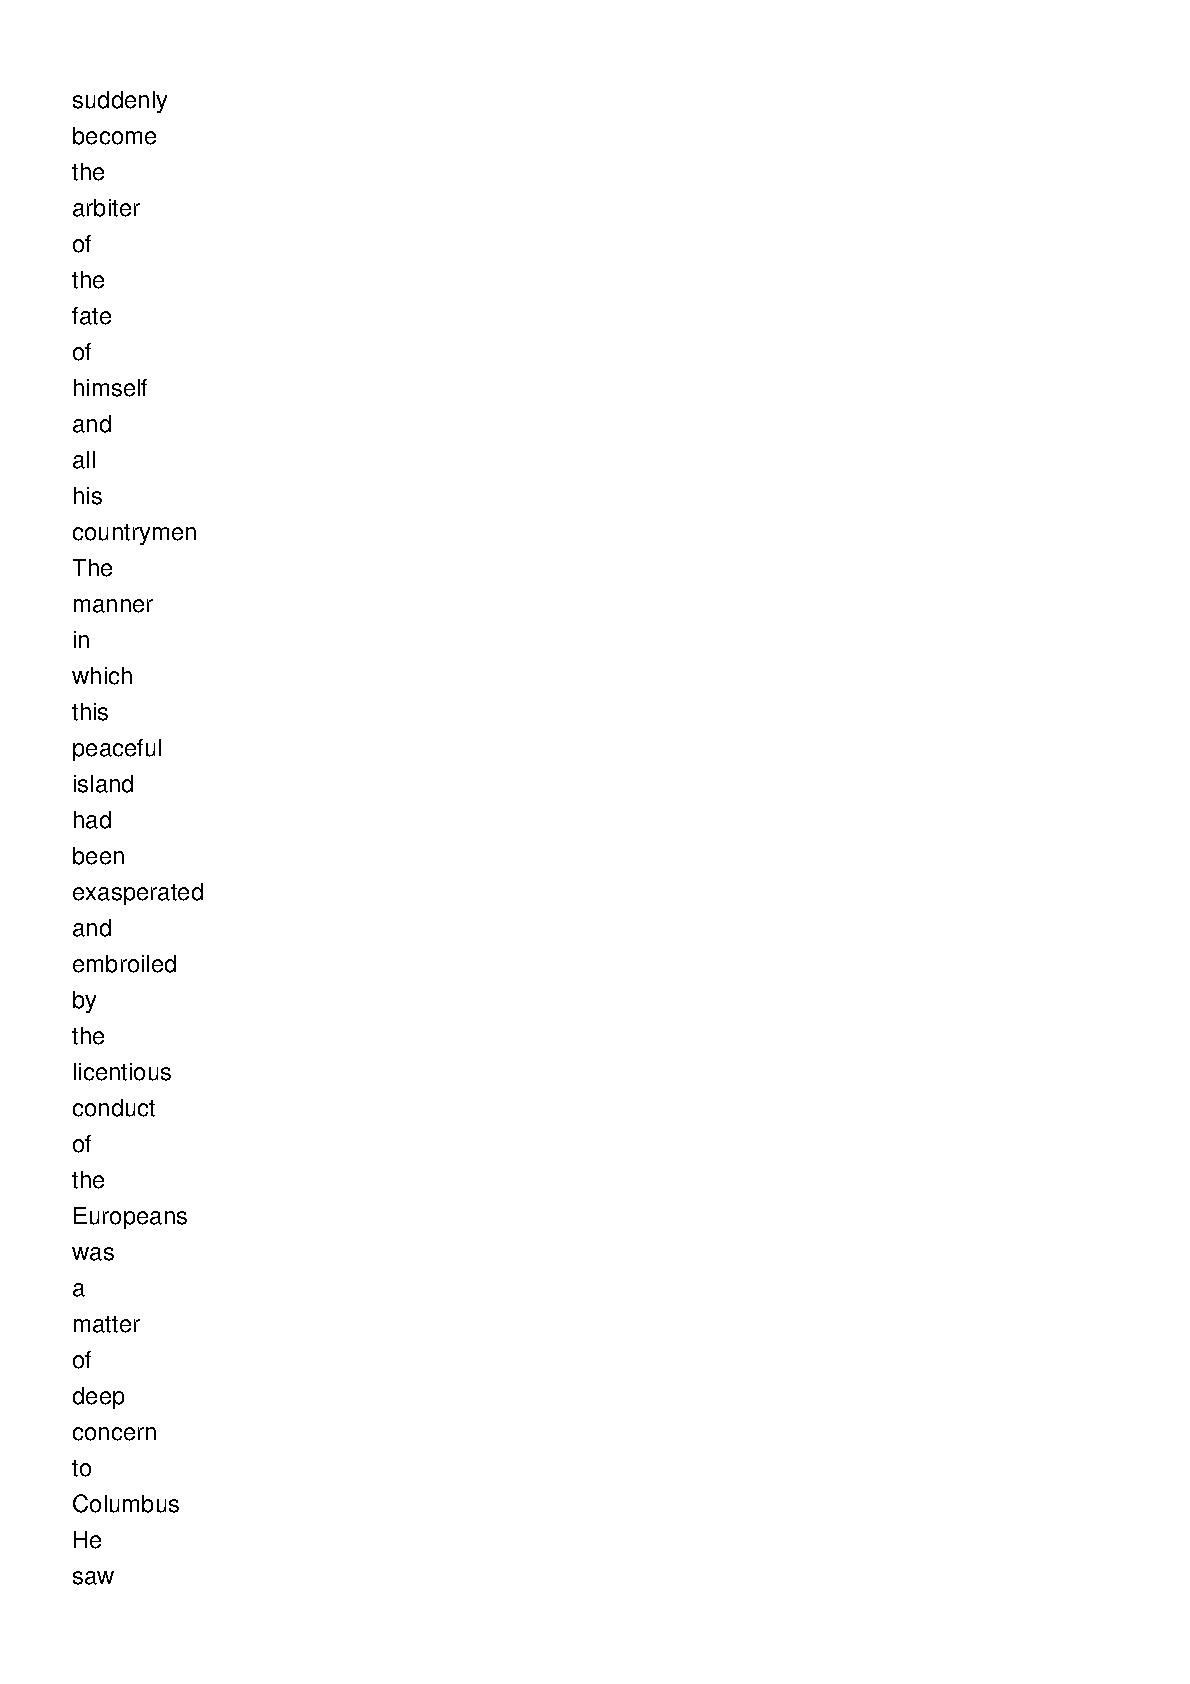 suddenly
become
the
arbiter
of
the
fate
of
himself
and
all
his
countrymen
The
manner
in
which
this
peaceful
island
had
been
exasperated
and
embroiled
by
the
licentious
conduct
of
the
Europeans
was
a
matter
of
deep
concern
to
Columbus
He
saw